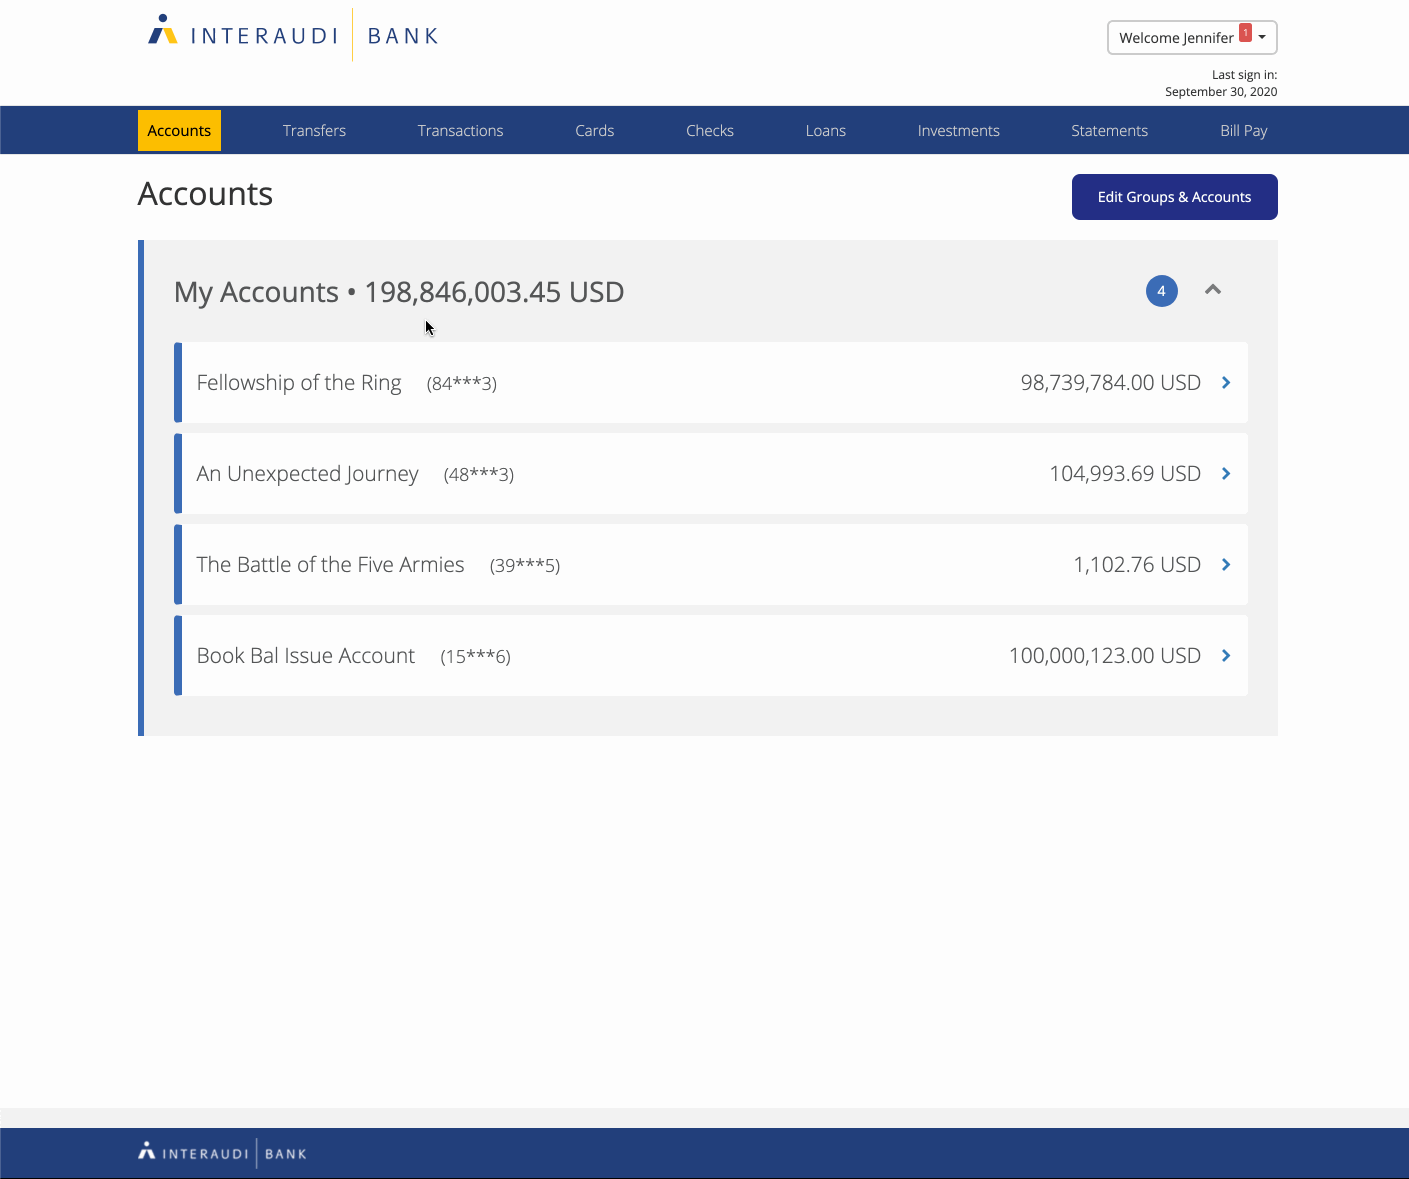 INTERAUDI BANK
Welcome Jennifer 1
Last sign in:
September 30, 2020
Accounts Transfers Transactions Cards Checks Loans Investments Statements Bill Pay
Accounts
Edit Groups & Accounts
My Accounts • 198,846,003.45 USD 4
Fellowship of the Ring (84***3) 98,739,784.00 USD
An Unexpected Journey (48***3) 104,993.69 USD
The Battle of the Five Armies (39***5) 1,102.76 USD
Book Bal Issue Account (15***6) 100,000,123.00 USD
INTERAUDI BANK